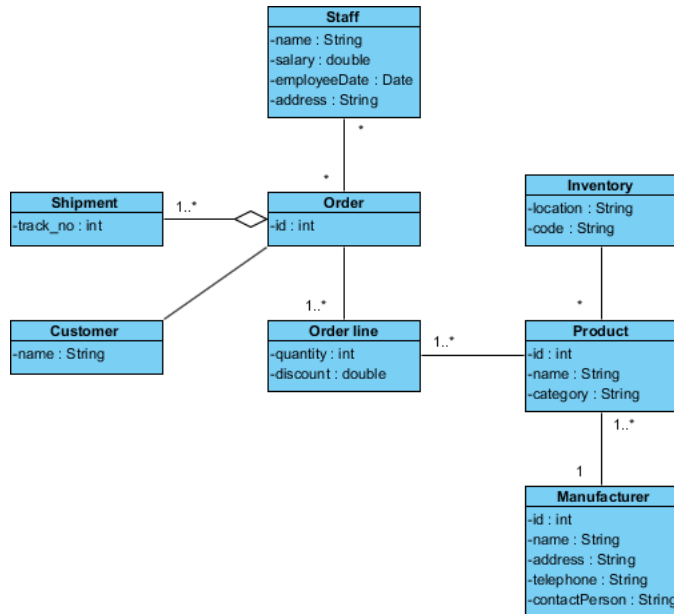 Staff
-name : String
-salary : double
-employeeDate : Date
-address : String
*
*
Shipment
-track_no : int
1..*
Order
-id : int
Inventory
-location : String
-code : String
1..*
*
Customer
-name : String
Order line
-quantity : int
-discount : double
1..*
Product
-id : int
-name : String
-category : String
1..*
1
Manufacturer
-id : int
-name : String
-address : String
-telephone : String
-contactPerson : String